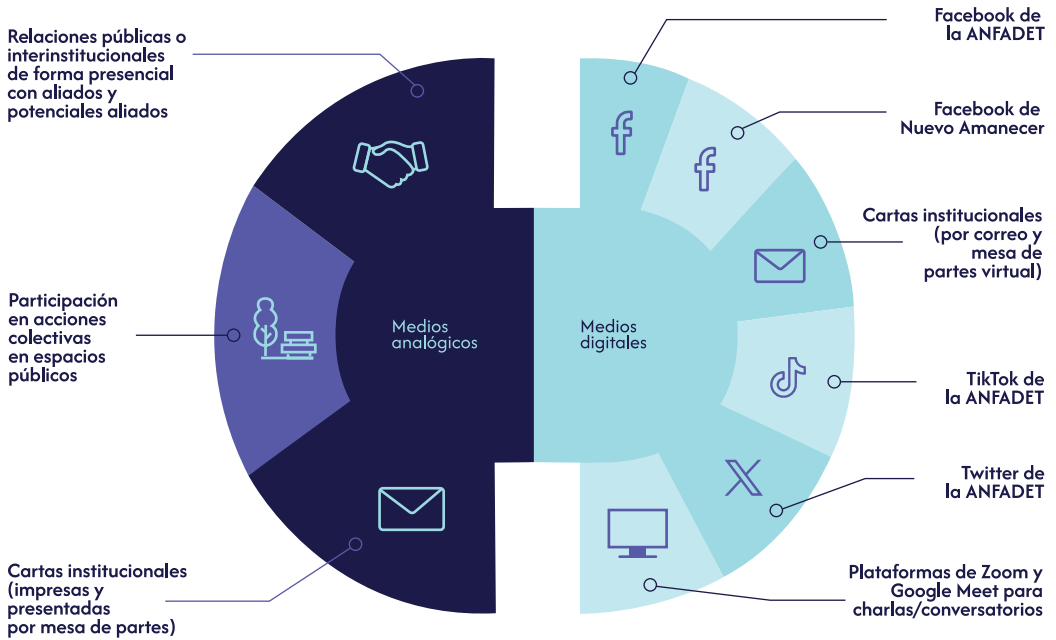 Relaciones públicas o
interinstitucionales
de forma presencial
con aliados y
potenciales aliados
Participación
en acciones
colectivas
en espacios
públicos
Cartas institucionales
(impresas y
presentadas
por mesa de partes)
Medios
analógicos
Medios
digitales
Facebook de
la ANFADET
Facebook de
Nuevo Amanecer
Cartas institucionales
(por correo y
mesa de
partes virtual)
TikTok de
la ANFADET
Twitter de
la ANFADET
Plataformas de Zoom y
Google Meet para
charlas/conversatorios